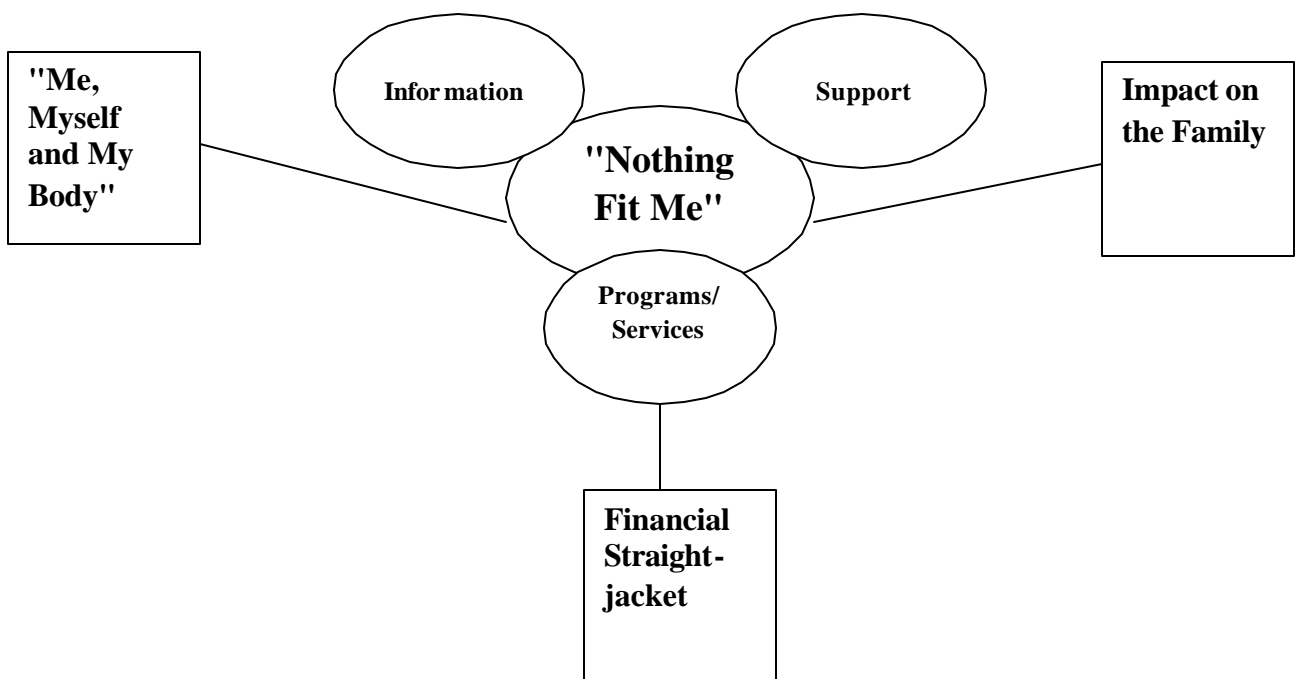 "Me,
Myself
and My
Body"
Information
Support
Impact on
the Family
"Nothing
Fit Me"
Programs/
Services
Financial
Straight-
jacket